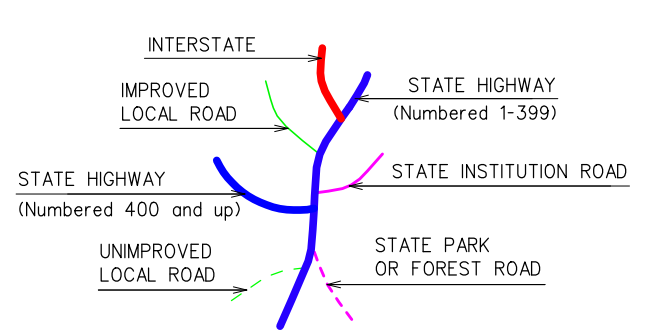 INTERSTATE
IMPROVED
LOCAL ROAD
STATE HIGHWAY
(Numbered 1-399)
STATE HIGHWAY
(Numbered 400 and up)
STATE INSTITUTION ROAD
UNIMPROVED
LOCAL ROAD
STATE PARK
OR FOREST ROAD